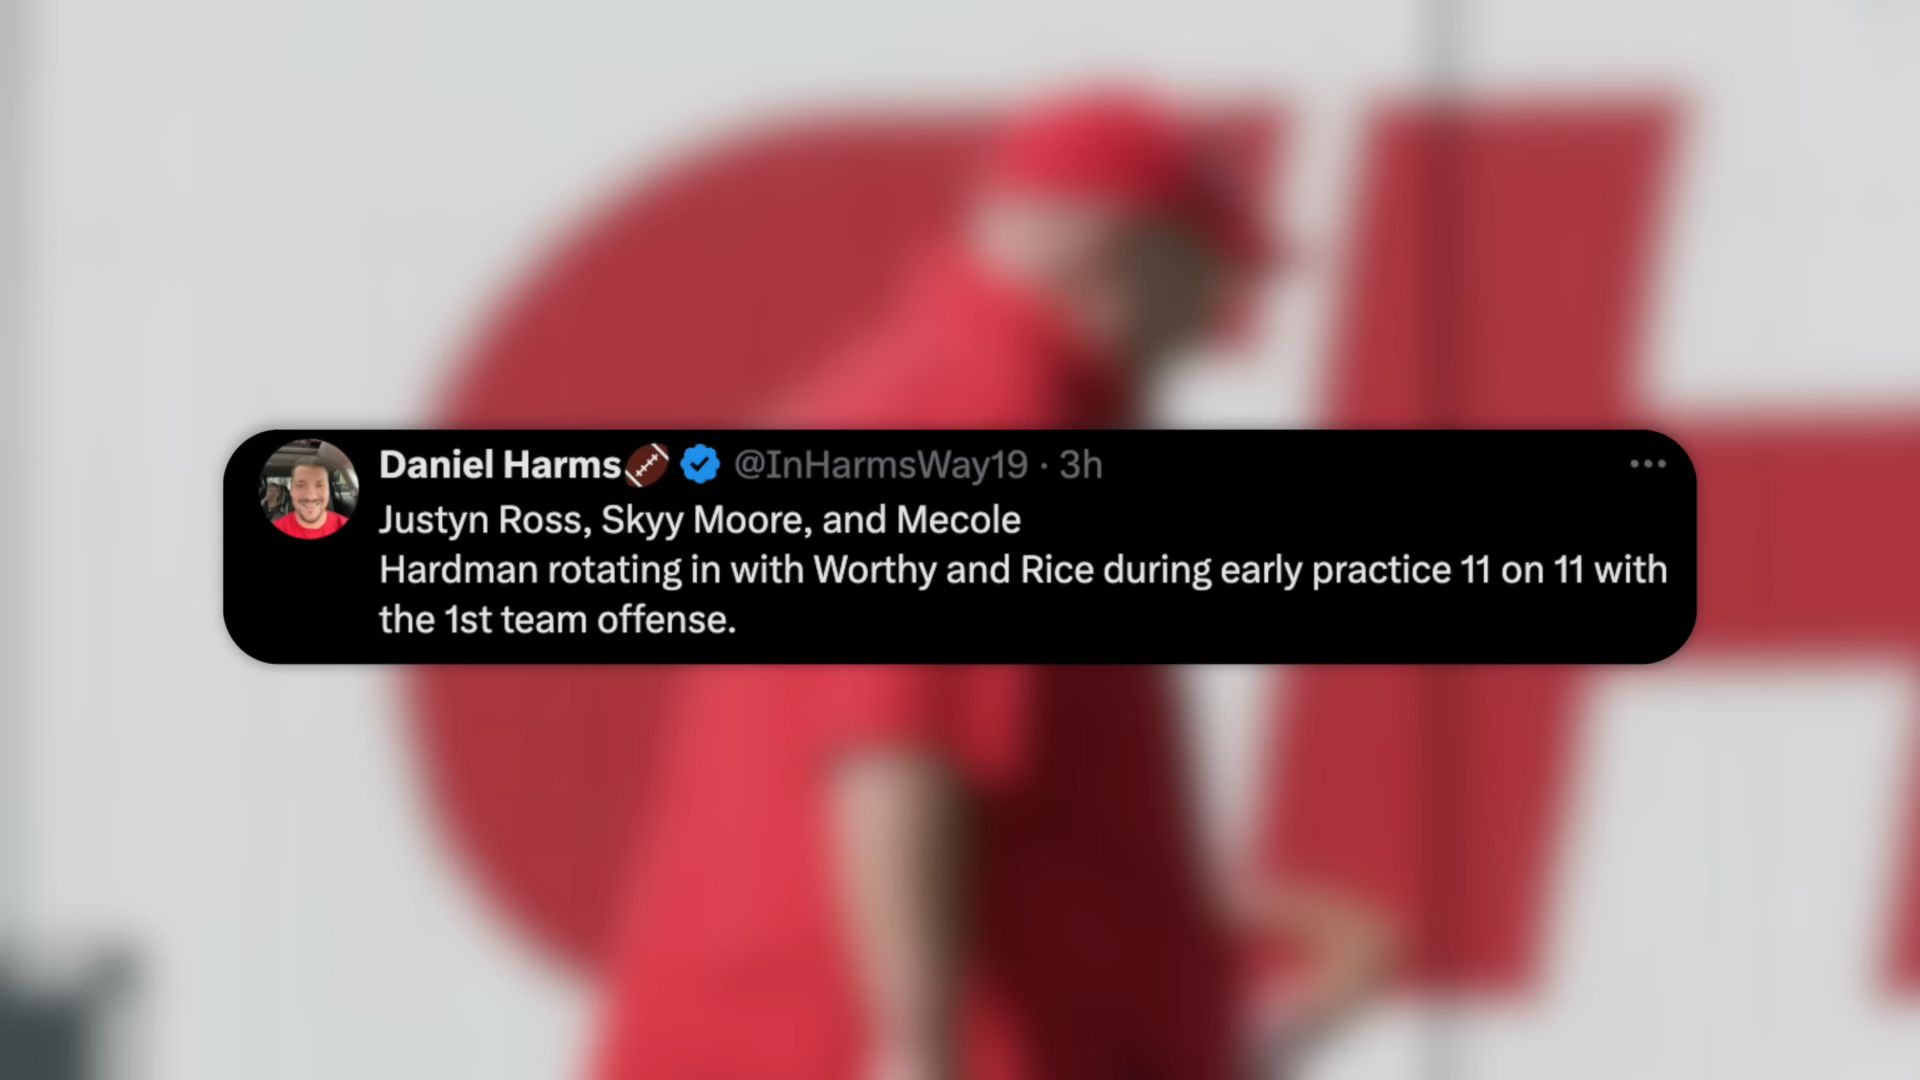 Daniel Harms🏈 @InHarmsWay19 · 3h
Justyn Ross, Skyy Moore, and Mecole
Hardman rotating in with Worthy and Rice during early practice 11 on 11 with
the 1st team offense.